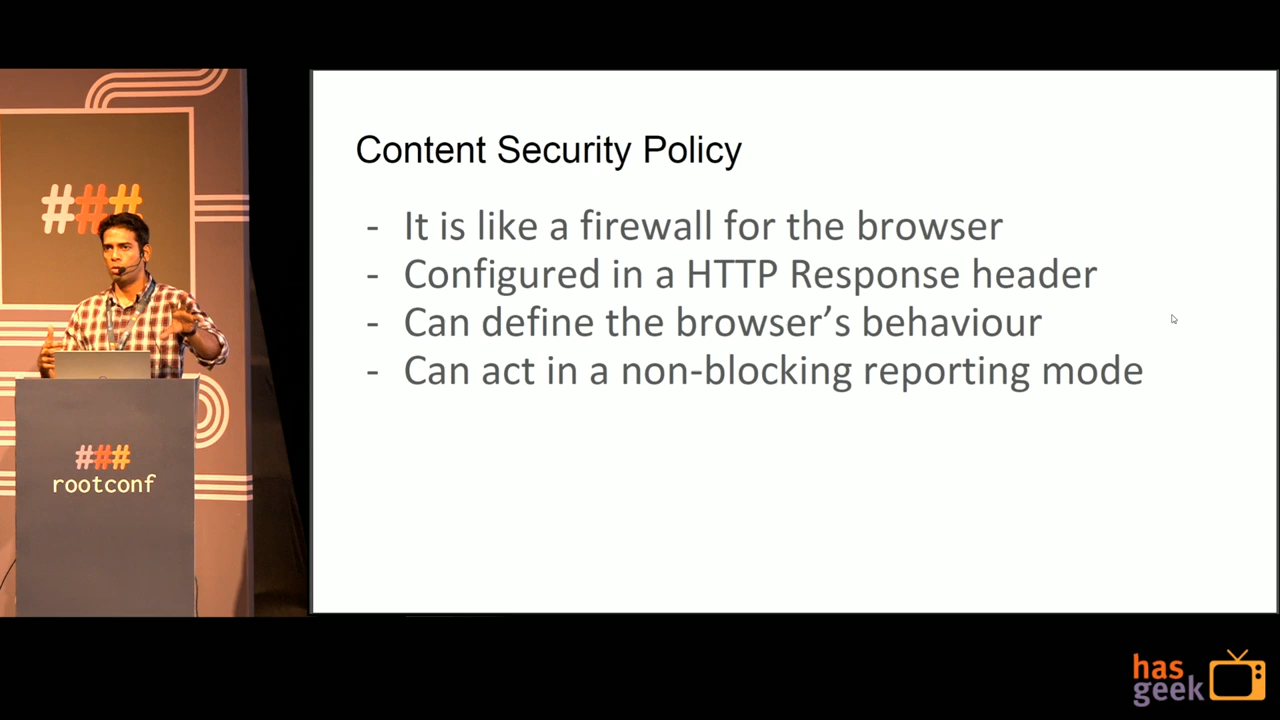 ###
###
rootconf
Content Security Policy
- It is like a firewall for the browser
- Configured in a HTTP Response header
- Can define the browser’s behaviour
- Can act in a non-blocking reporting mode
has
geek